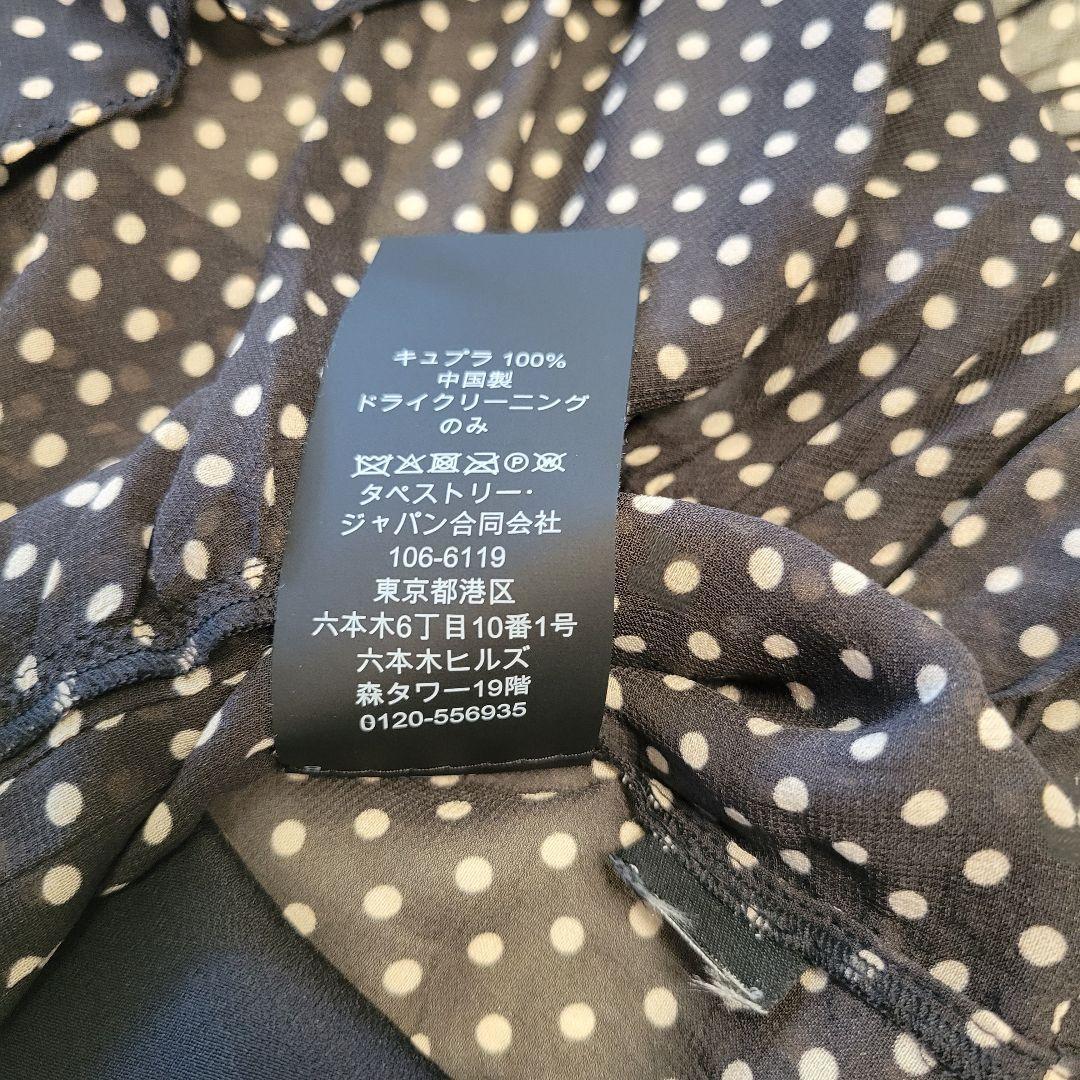 キュプラ 100%
中国製
ドライクリーニング
のみ
タペストリー・
ジャパン合同会社
106-6119
東京都港区
六本木6丁目10番1号
六本木ヒルズ
森タワー19階
0120-556935